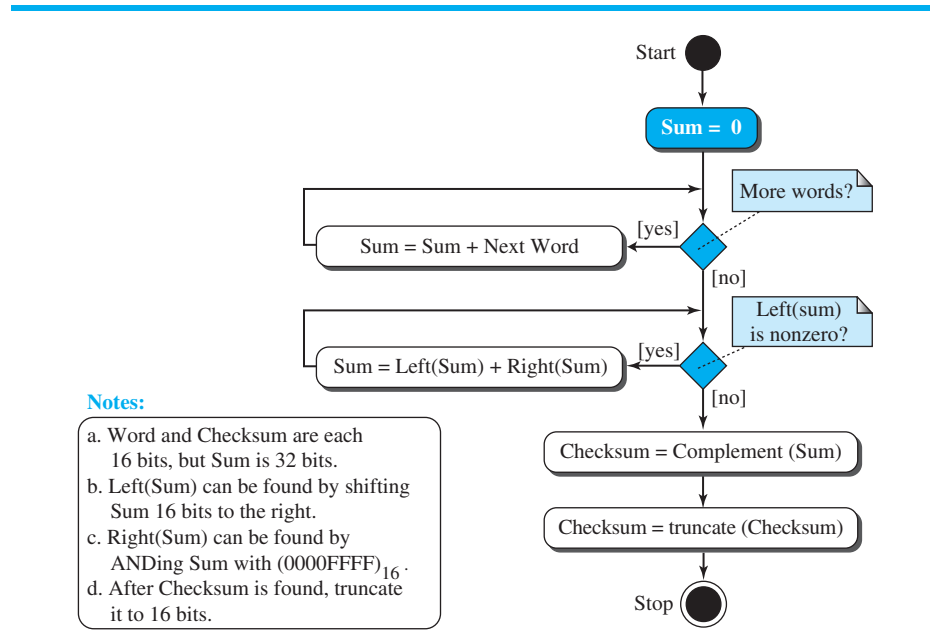 Start
Sum = 0
More words?
[yes]
Sum = Sum + Next Word
[no]
Left(sum)
is nonzero?
[yes]
Sum = Left(Sum) + Right(Sum)
[no]
Notes:
a. Word and Checksum are each
16 bits, but Sum is 32 bits.
b. Left(Sum) can be found by shifting
Sum 16 bits to the right.
c. Right(Sum) can be found by
ANDing Sum with (0000FFFF)16 .
d. After Checksum is found, truncate
it to 16 bits.
Checksum = Complement (Sum)
Checksum = truncate (Checksum)
Stop